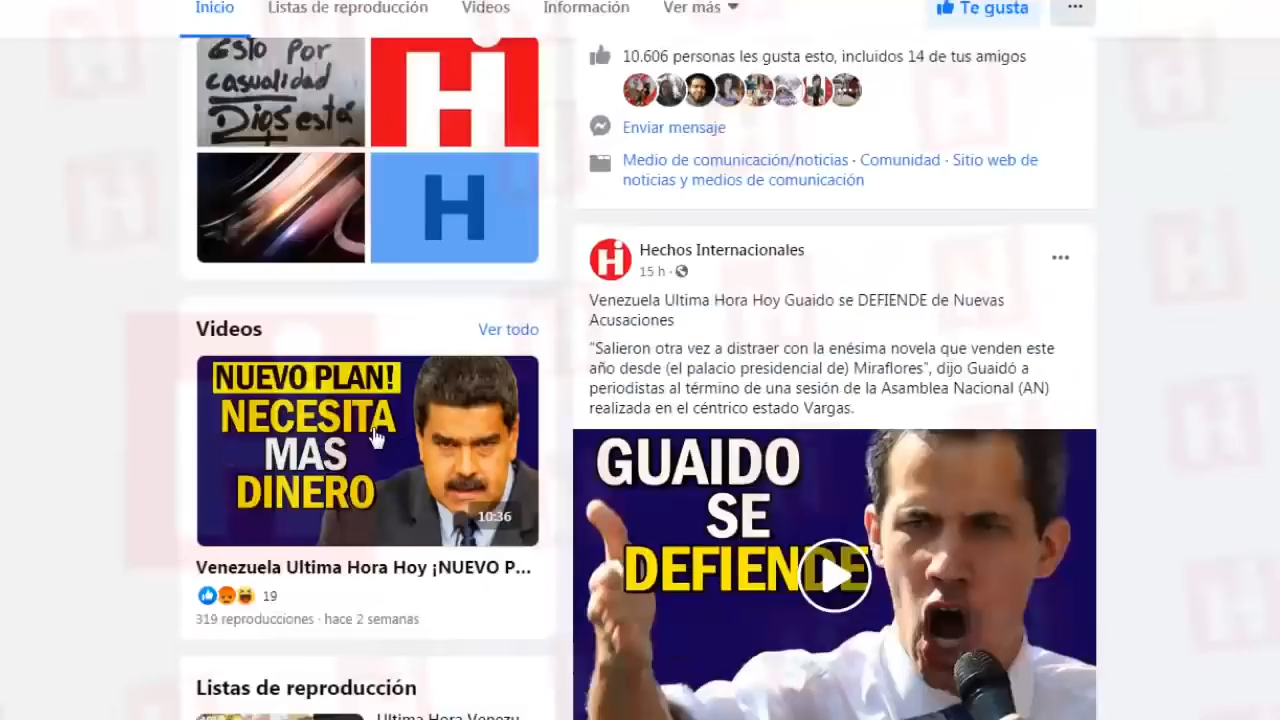 Inicio
Listas de reproducción
Videos
Información
Ver más
Te gusta
Esto por
casualidad
Dios está
Hi
H
10.606 personas les gusta esto, incluidos 14 de tus amigos
Enviar mensaje
Medio de comunicación/noticias · Comunidad · Sitio web de
noticias y medios de comunicación
Videos
Ver todo
NUEVO PLAN!
NECESITA
MAS
DINERO
10:36
Venezuela Ultima Hora Hoy ¡NUEVO P...
19
319 reproducciones · hace 2 semanas
Listas de reproducción
Ultima Hora Venezu
Hi
Hechos Internacionales
15 h ·
Venezuela Ultima Hora Hoy Guaido se DEFIENDE de Nuevas
Acusaciones
"Salieron otra vez a distraer con la enésima novela que venden este
año desde (el palacio presidencial de) Miraflores", dijo Guaidó a
periodistas al término de una sesión de la Asamblea Nacional (AN)
realizada en el céntrico estado Vargas.
GUAIDO
SE
DEFIENDE